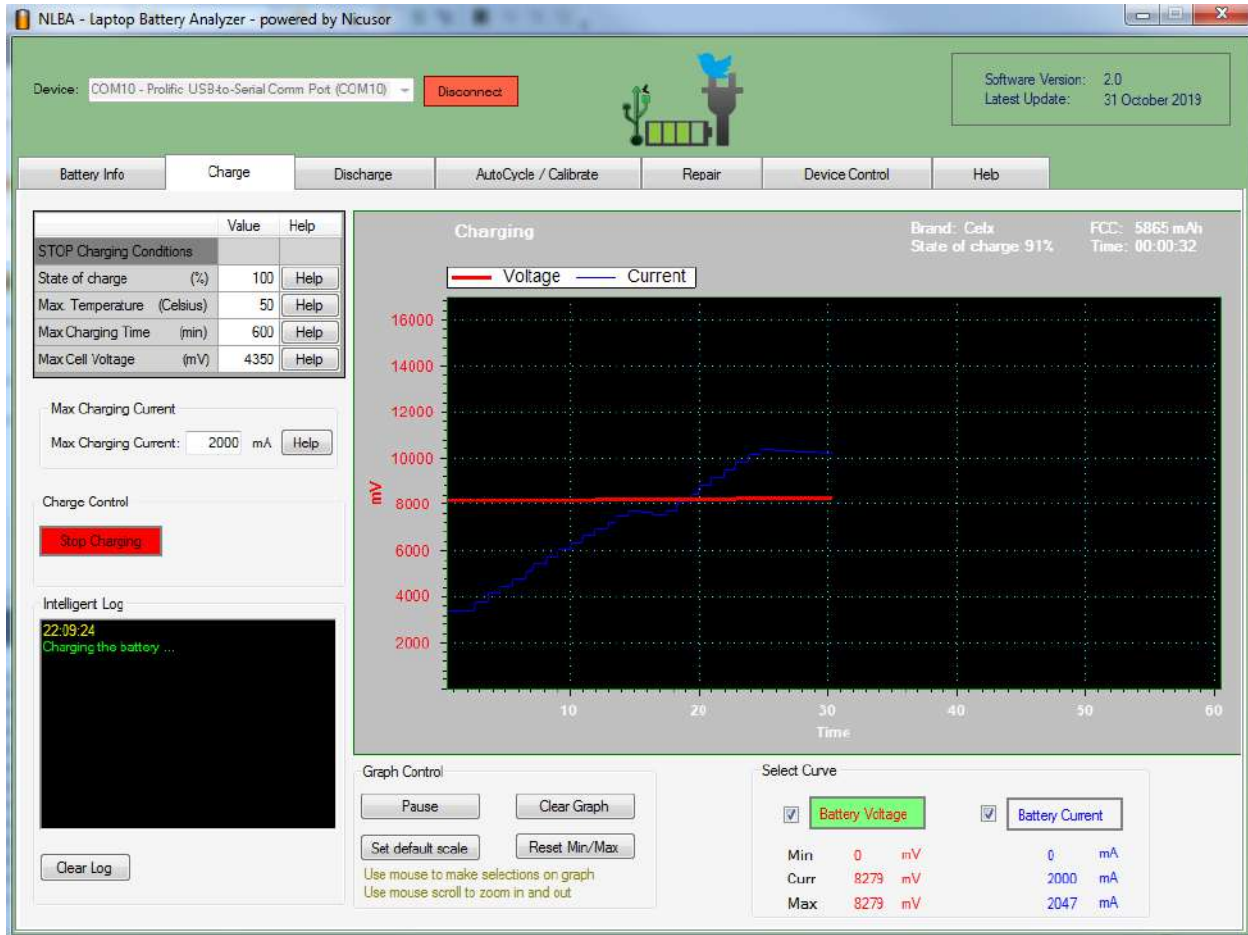 NLBA - Laptop Battery Analyzer - powered by Nicusor
Device: COM10 - Prolific USB-to-Serial Comm Port (COM10)
Disconnect
Software Version: 2.0
Latest Update: 31 October 2019
Battery Info Charge Discharge AutoCycle / Calibrate Repair Device Control Help
Value Help
STOP Charging Conditions
State of charge (%) 100 Help
Max. Temperature (Celsius) 50 Help
Max Charging Time (min) 600 Help
Max Cell Voltage (mV) 4350 Help
Max Charging Current
Max Charging Current: 2000 mA Help
Charge Control
Stop Charging
Intelligent Log
22:09:24
Charging the battery ...
Clear Log
Charging
Brand: Celx FCC: 5865 mAh
State of charge 91% Time: 00:00:32
Voltage Current
16000
14000
12000
10000
8000
6000
4000
2000
mV
10 20 30 40 50 60
Time
Graph Control
Pause Clear Graph
Set default scale Reset Min/Max
Use mouse to make selections on graph
Use mouse scroll to zoom in and out
Select Curve
Battery Voltage Battery Current
Min 0 mV 0 mA
Curr 8279 mV 2000 mA
Max 8279 mV 2047 mA